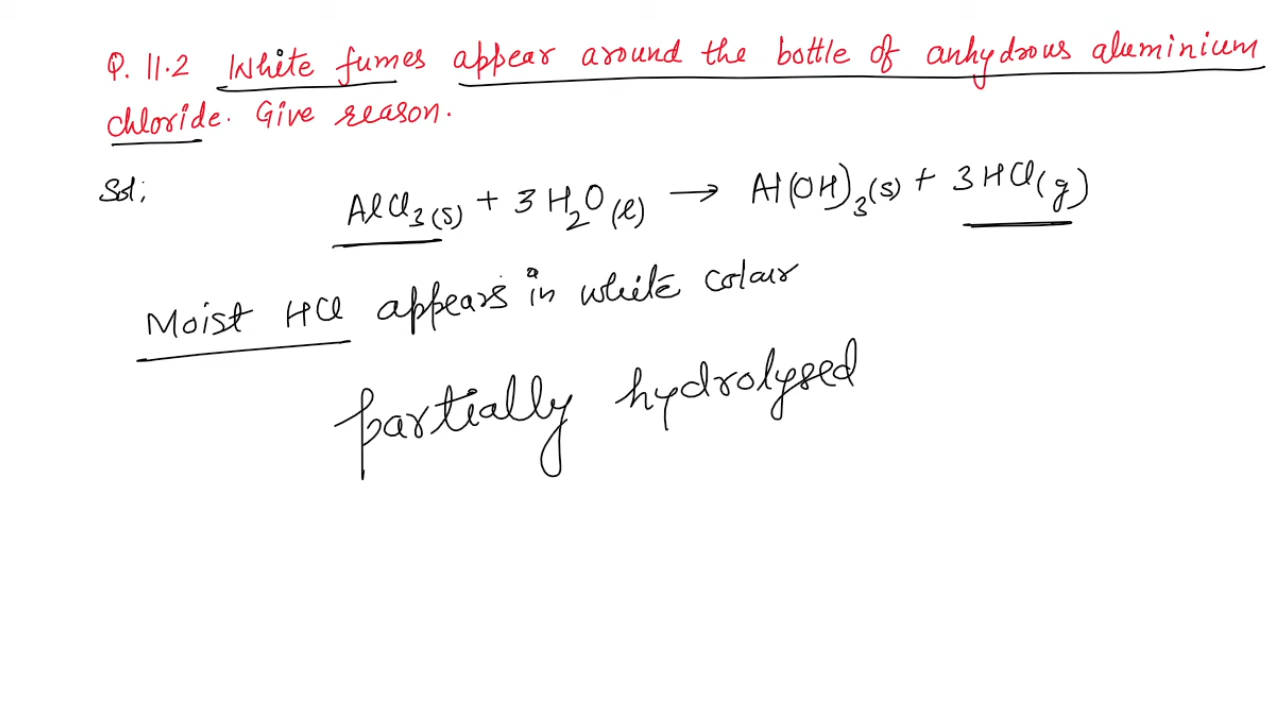 Q. 11.2 White fumes appear around the bottle of anhydrous aluminium
chloride. Give reason.
Sol:
AlCl₃(s) + 3H₂O(l) → Al(OH)₃(s) + 3HCl(g)
Moist HCl appears in white colour
partially hydrolysed